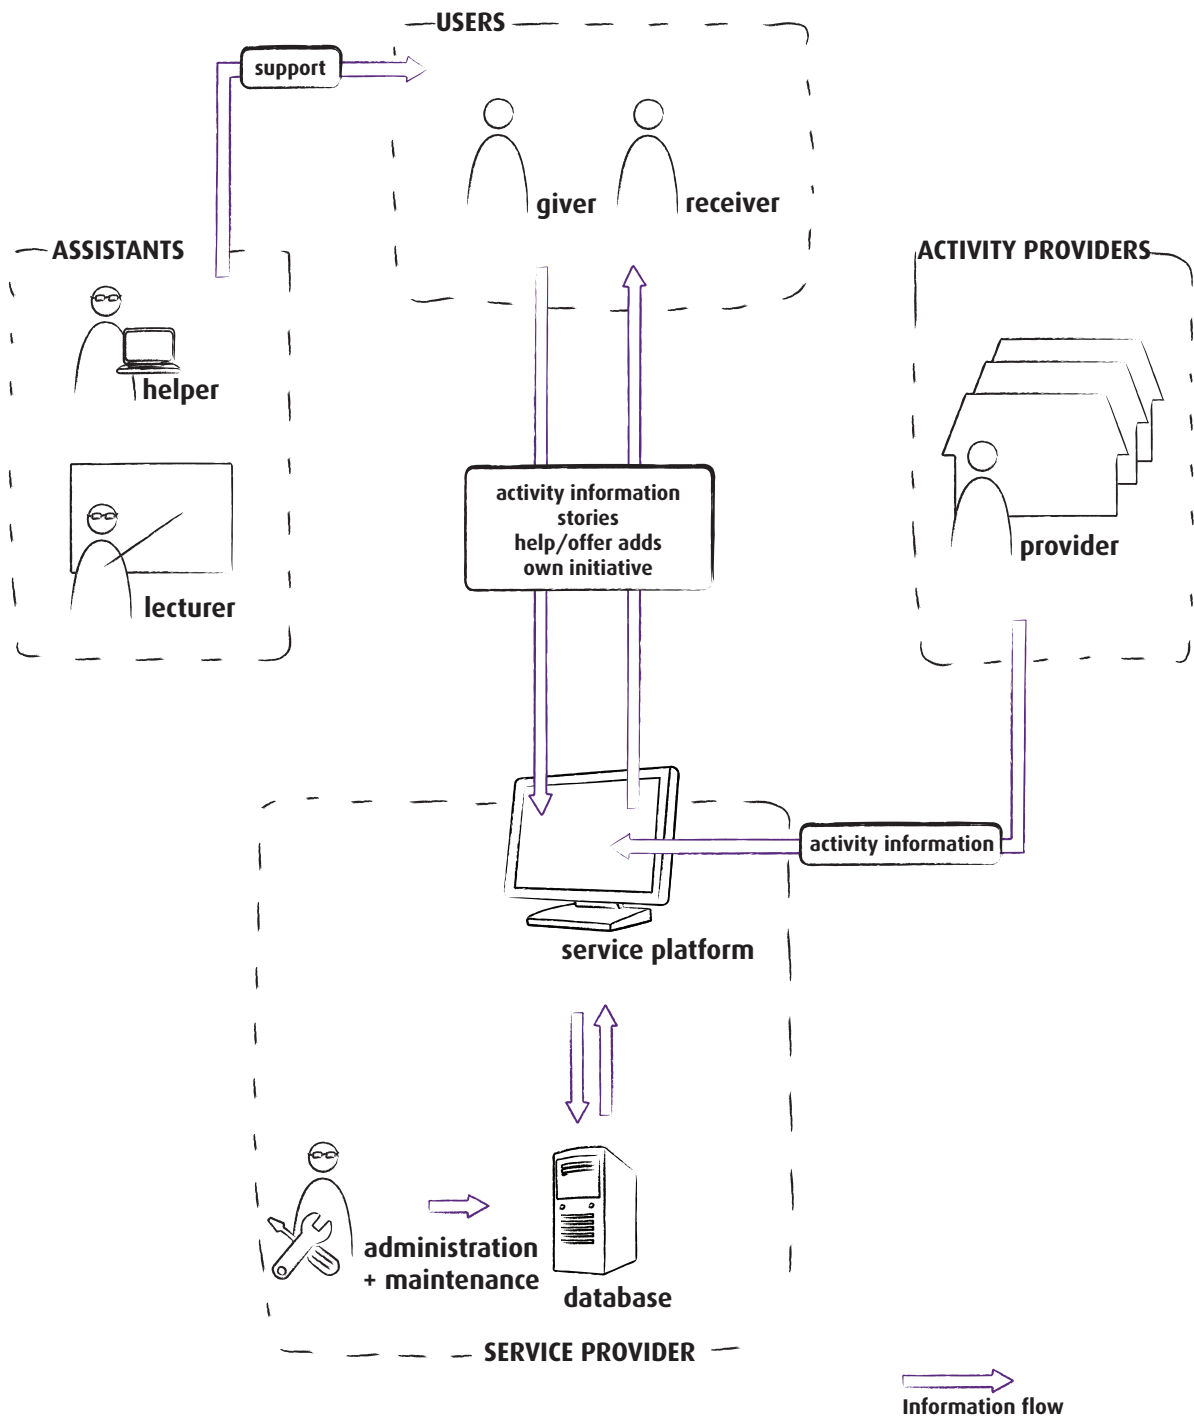 USERS
support
giver
receiver
ASSISTANTS
ACTIVITY PROVIDERS
helper
activity information
stories
help/offer adds
own initiative
provider
lecturer
activity information
service platform
administration
+ maintenance
database
SERVICE PROVIDER
Information flow